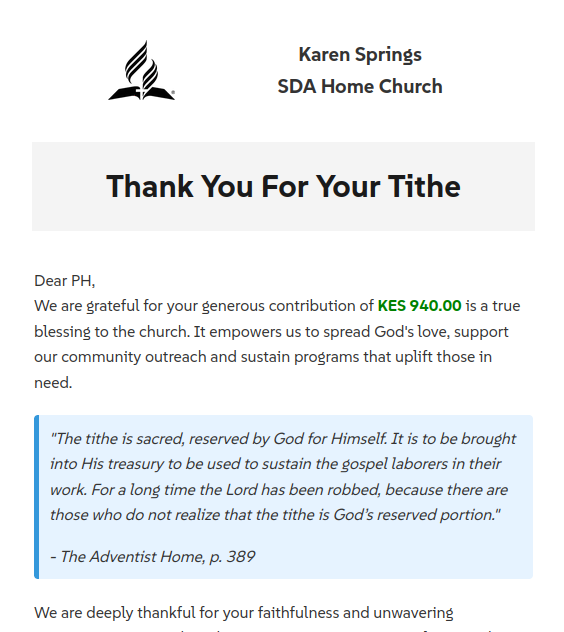 Karen Springs
SDA Home Church
Thank You For Your Tithe
Dear PH,
We are grateful for your generous contribution of KES 940.00 is a true
blessing to the church. It empowers us to spread God's love, support
our community outreach and sustain programs that uplift those in
need.
"The tithe is sacred, reserved by God for Himself. It is to be brought
into His treasury to be used to sustain the gospel laborers in their
work. For a long time the Lord has been robbed, because there are
those who do not realize that the tithe is God’s reserved portion."
- The Adventist Home, p. 389
We are deeply thankful for your faithfulness and unwavering